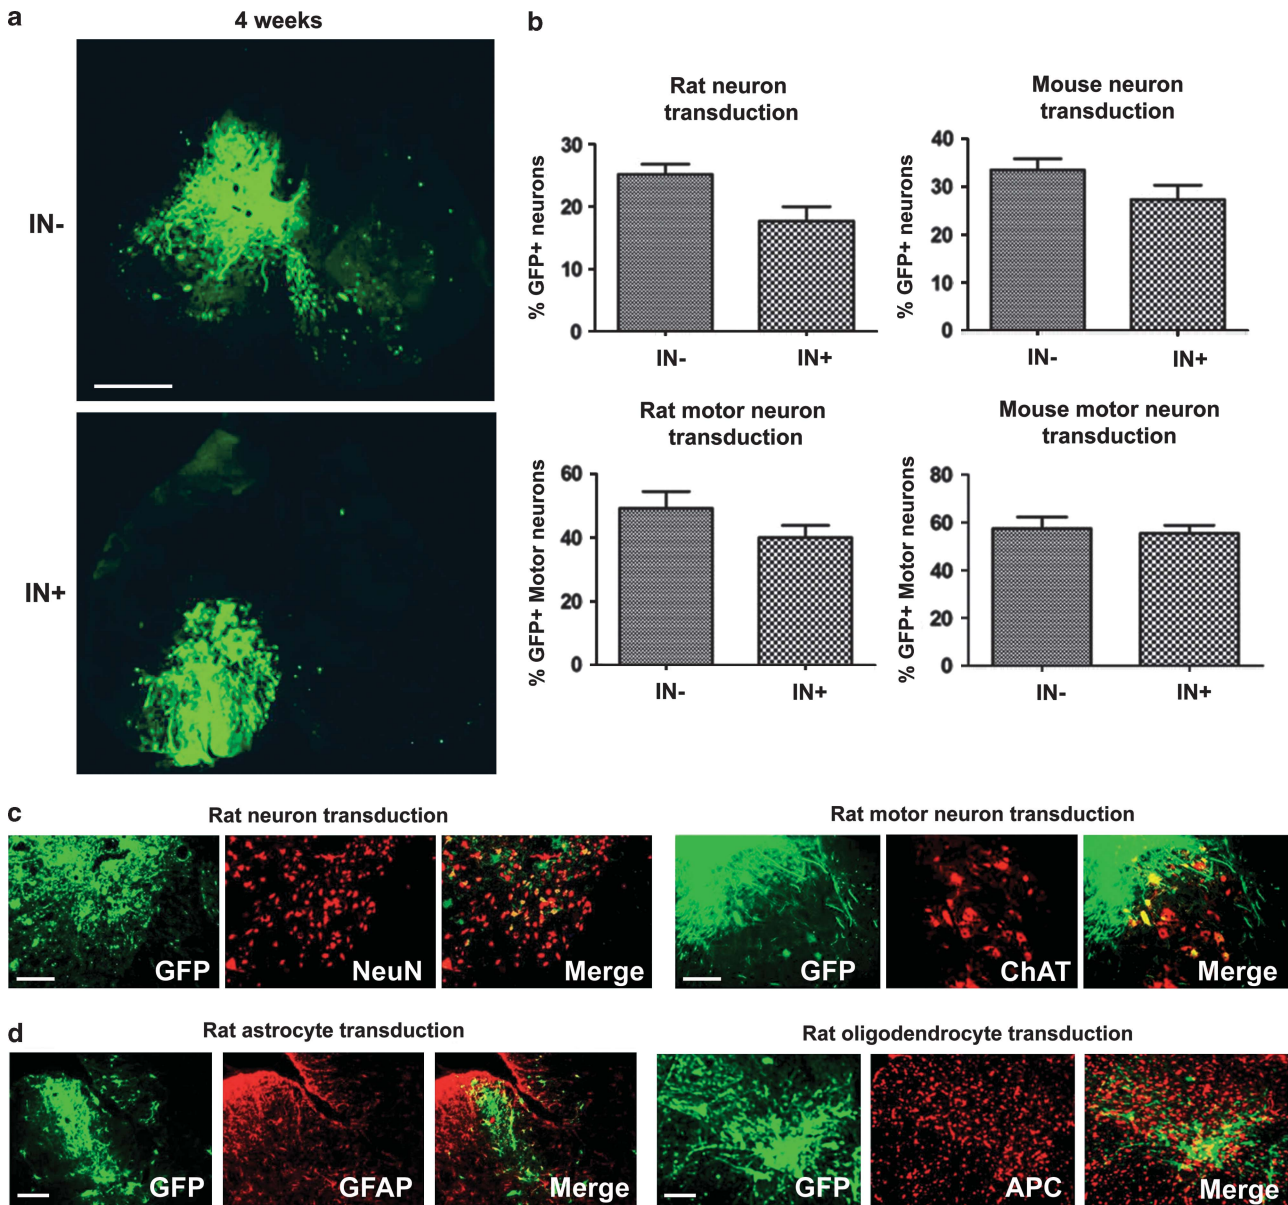 a
4 weeks
IN-
IN+
b
Rat neuron
transduction
% GFP+ neurons
30
20
10
0
IN-
IN+
Mouse neuron
transduction
% GFP+ neurons
40
30
20
10
0
IN-
IN+
Rat motor neuron
transduction
% GFP+ Motor neurons
60
40
20
0
IN-
IN+
Mouse motor neuron
transduction
% GFP+ Motor neurons
80
60
40
20
0
IN-
IN+
c
Rat neuron transduction
GFP
NeuN
Merge
Rat motor neuron transduction
GFP
ChAT
Merge
d
Rat astrocyte transduction
GFP
GFAP
Merge
Rat oligodendrocyte transduction
GFP
APC
Merge